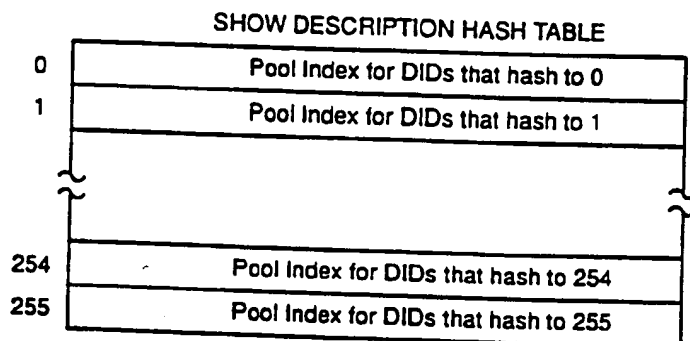 SHOW DESCRIPTION HASH TABLE
0 Pool Index for DIDs that hash to 0
1 Pool Index for DIDs that hash to 1
254 Pool Index for DIDs that hash to 254
255 Pool Index for DIDs that hash to 255